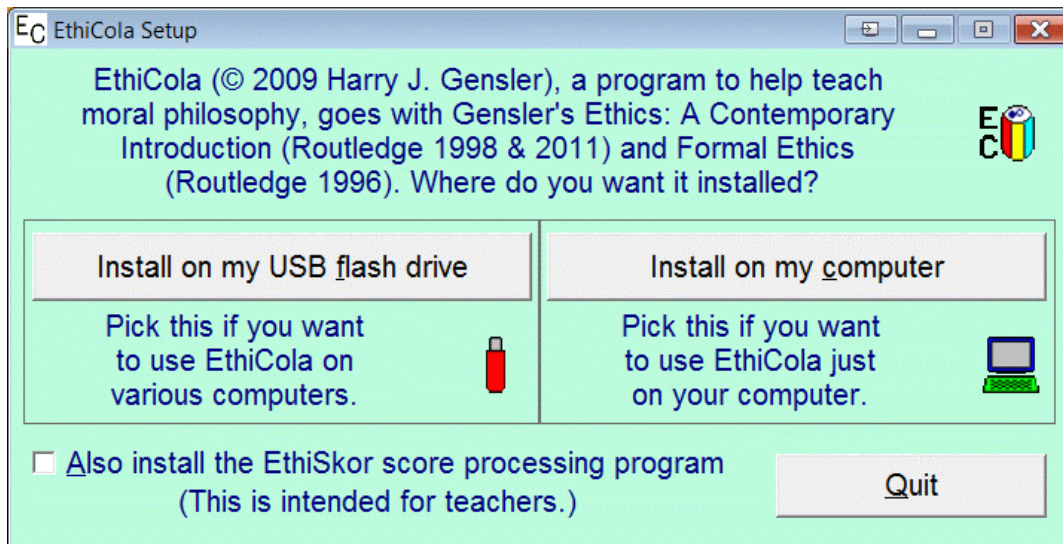 EC EthiCola Setup
EthiCola (© 2009 Harry J. Gensler), a program to help teach
moral philosophy, goes with Gensler's Ethics: A Contemporary
Introduction (Routledge 1998 & 2011) and Formal Ethics
(Routledge 1996). Where do you want it installed?
E
C
Install on my USB flash drive
Pick this if you want
to use EthiCola on
various computers.
Install on my computer
Pick this if you want
to use EthiCola just
on your computer.
Also install the EthiSkor score processing program
(This is intended for teachers.)
Quit